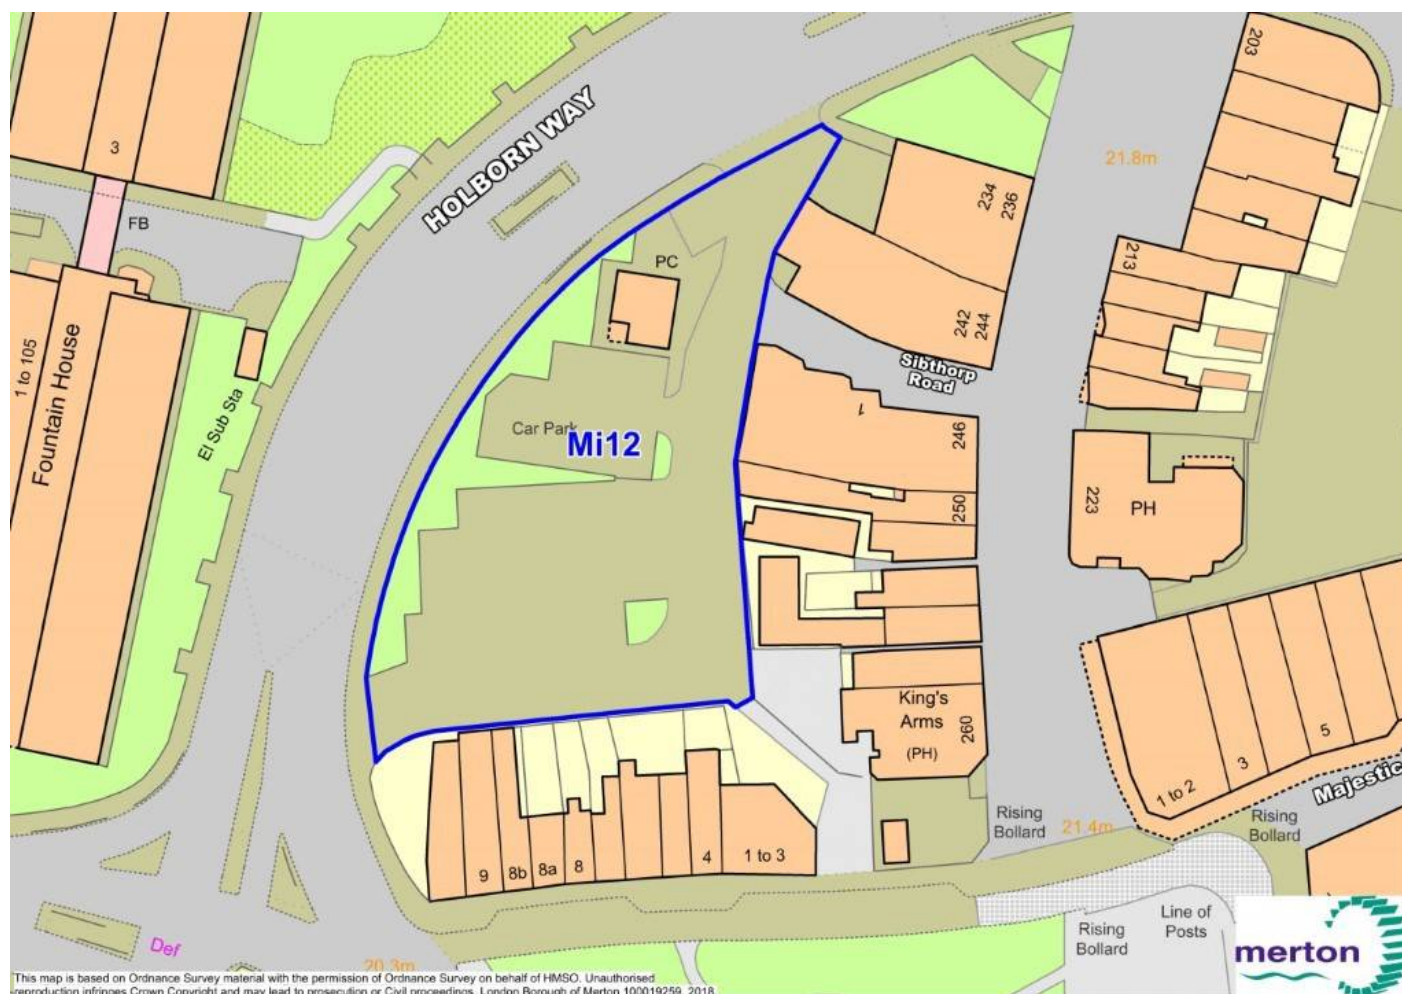 203
HOLBORN WAY
3
21.8m
234
236
FB
213
PC
242
244
Sibthorp
Road
1 to 105
Fountain House
El Sub Sta
1
Car Park
Mi12
246
250
223
PH
King's
Arms
(PH)
260
5
3
1 to 2
Majestic
Rising
Bollard
21.4m
Rising
Bollard
9
8b
8a
8
4
1 to 3
Line of
Posts
Rising
Bollard
merton
Def
20.3m
This map is based on Ordnance Survey material with the permission of Ordnance Survey on behalf of HMSO. Unauthorised
reproduction infringes Crown Copyright and may lead to prosecution or Civil proceedings. London Borough of Merton 100019259. 2018.